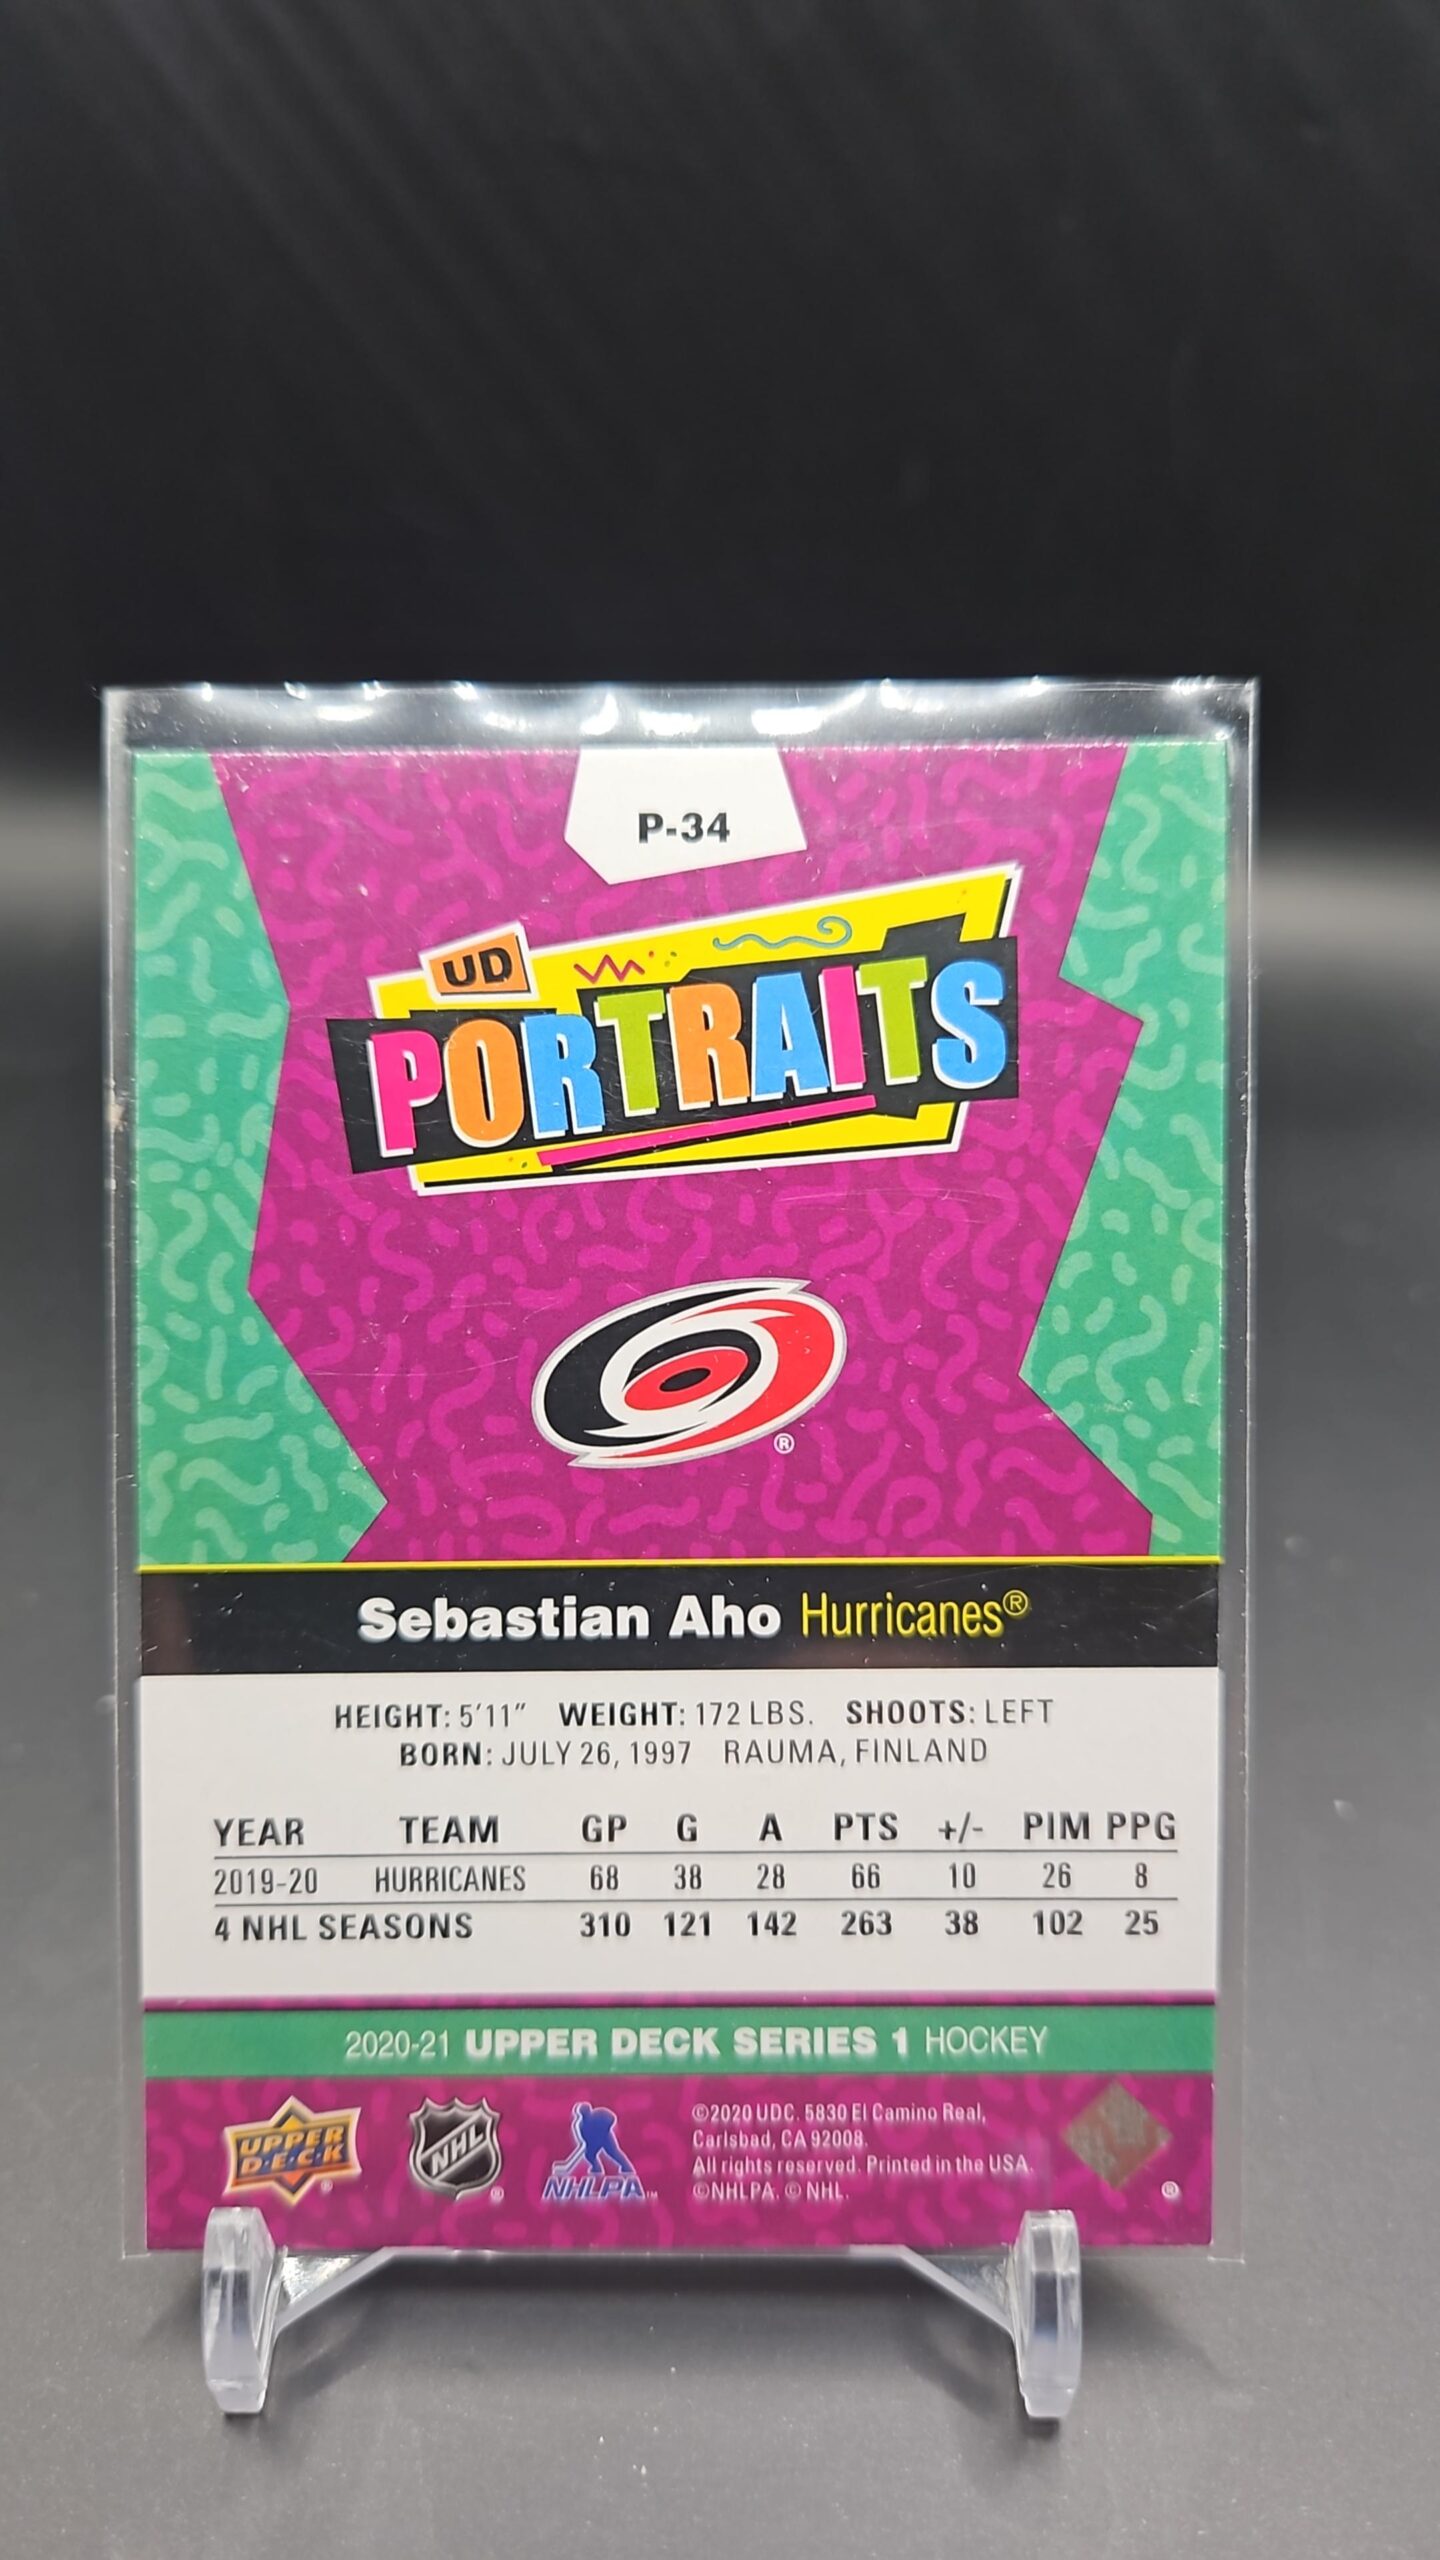 P-34
UD
PORTRAITS
®
Sebastian Aho Hurricanes®
HEIGHT: 5'11" WEIGHT: 172 LBS. SHOOTS: LEFT
BORN: JULY 26, 1997 RAUMA, FINLAND
YEAR TEAM GP G A PTS +/- PIM PPG
2019-20 HURRICANES 68 38 28 66 10 26 8
4 NHL SEASONS 310 121 142 263 38 102 25
2020-21 UPPER DECK SERIES 1 HOCKEY
UPPER
D·E·C·K
®
NHL
®
NHLPA™
©2020 UDC. 5830 El Camino Real,
Carlsbad, CA 92008.
All rights reserved. Printed in the USA.
©NHLPA. © NHL.
®